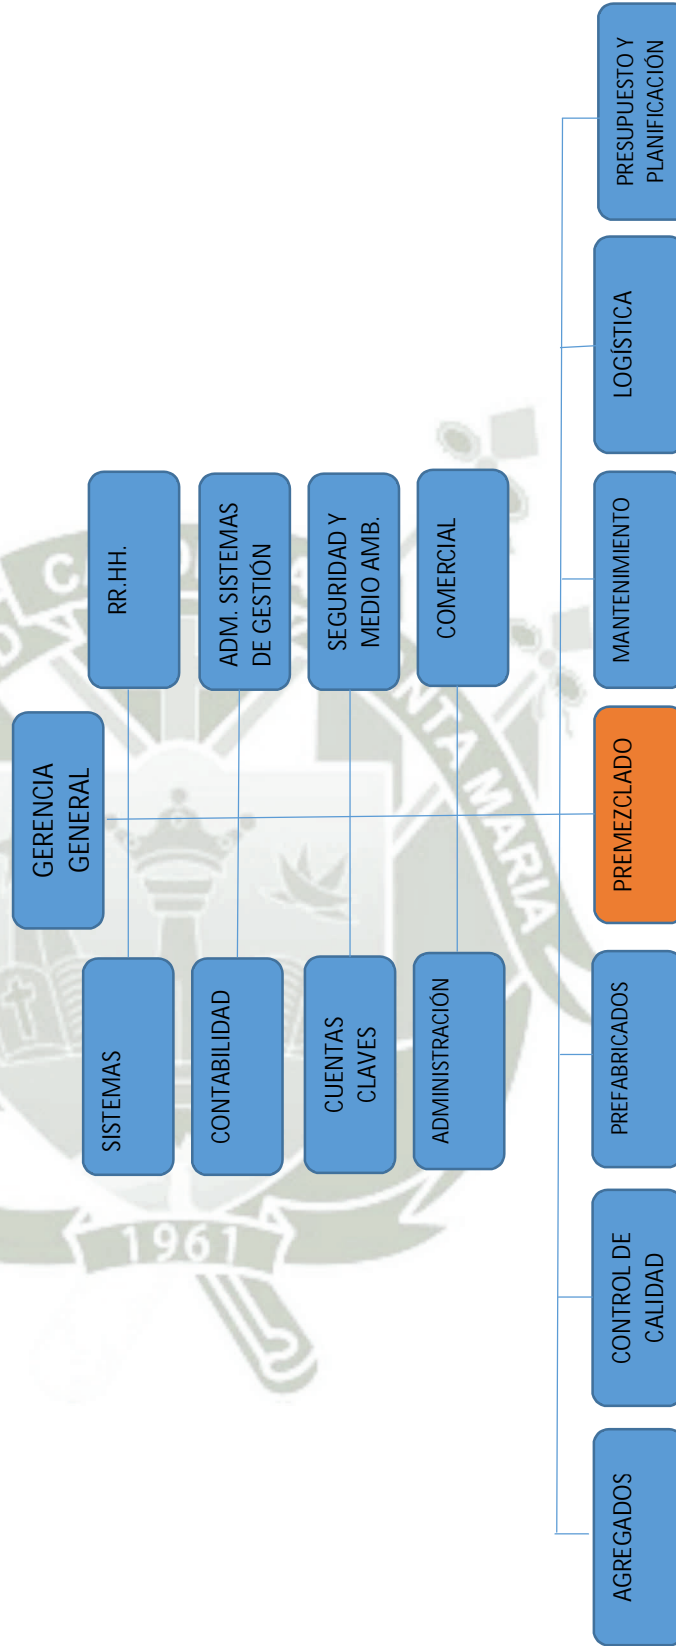 GERENCIA
GENERAL
SISTEMAS
RR.HH.
CONTABILIDAD
ADM. SISTEMAS
DE GESTIÓN
CUENTAS
CLAVES
SEGURIDAD Y
MEDIO AMB.
ADMINISTRACIÓN
COMERCIAL
AGREGADOS
CONTROL DE
CALIDAD
PREFABRICADOS
PREMEZCLADO
MANTENIMIENTO
LOGÍSTICA
PRESUPUESTO Y
PLANIFICACIÓN
MARIA
1961